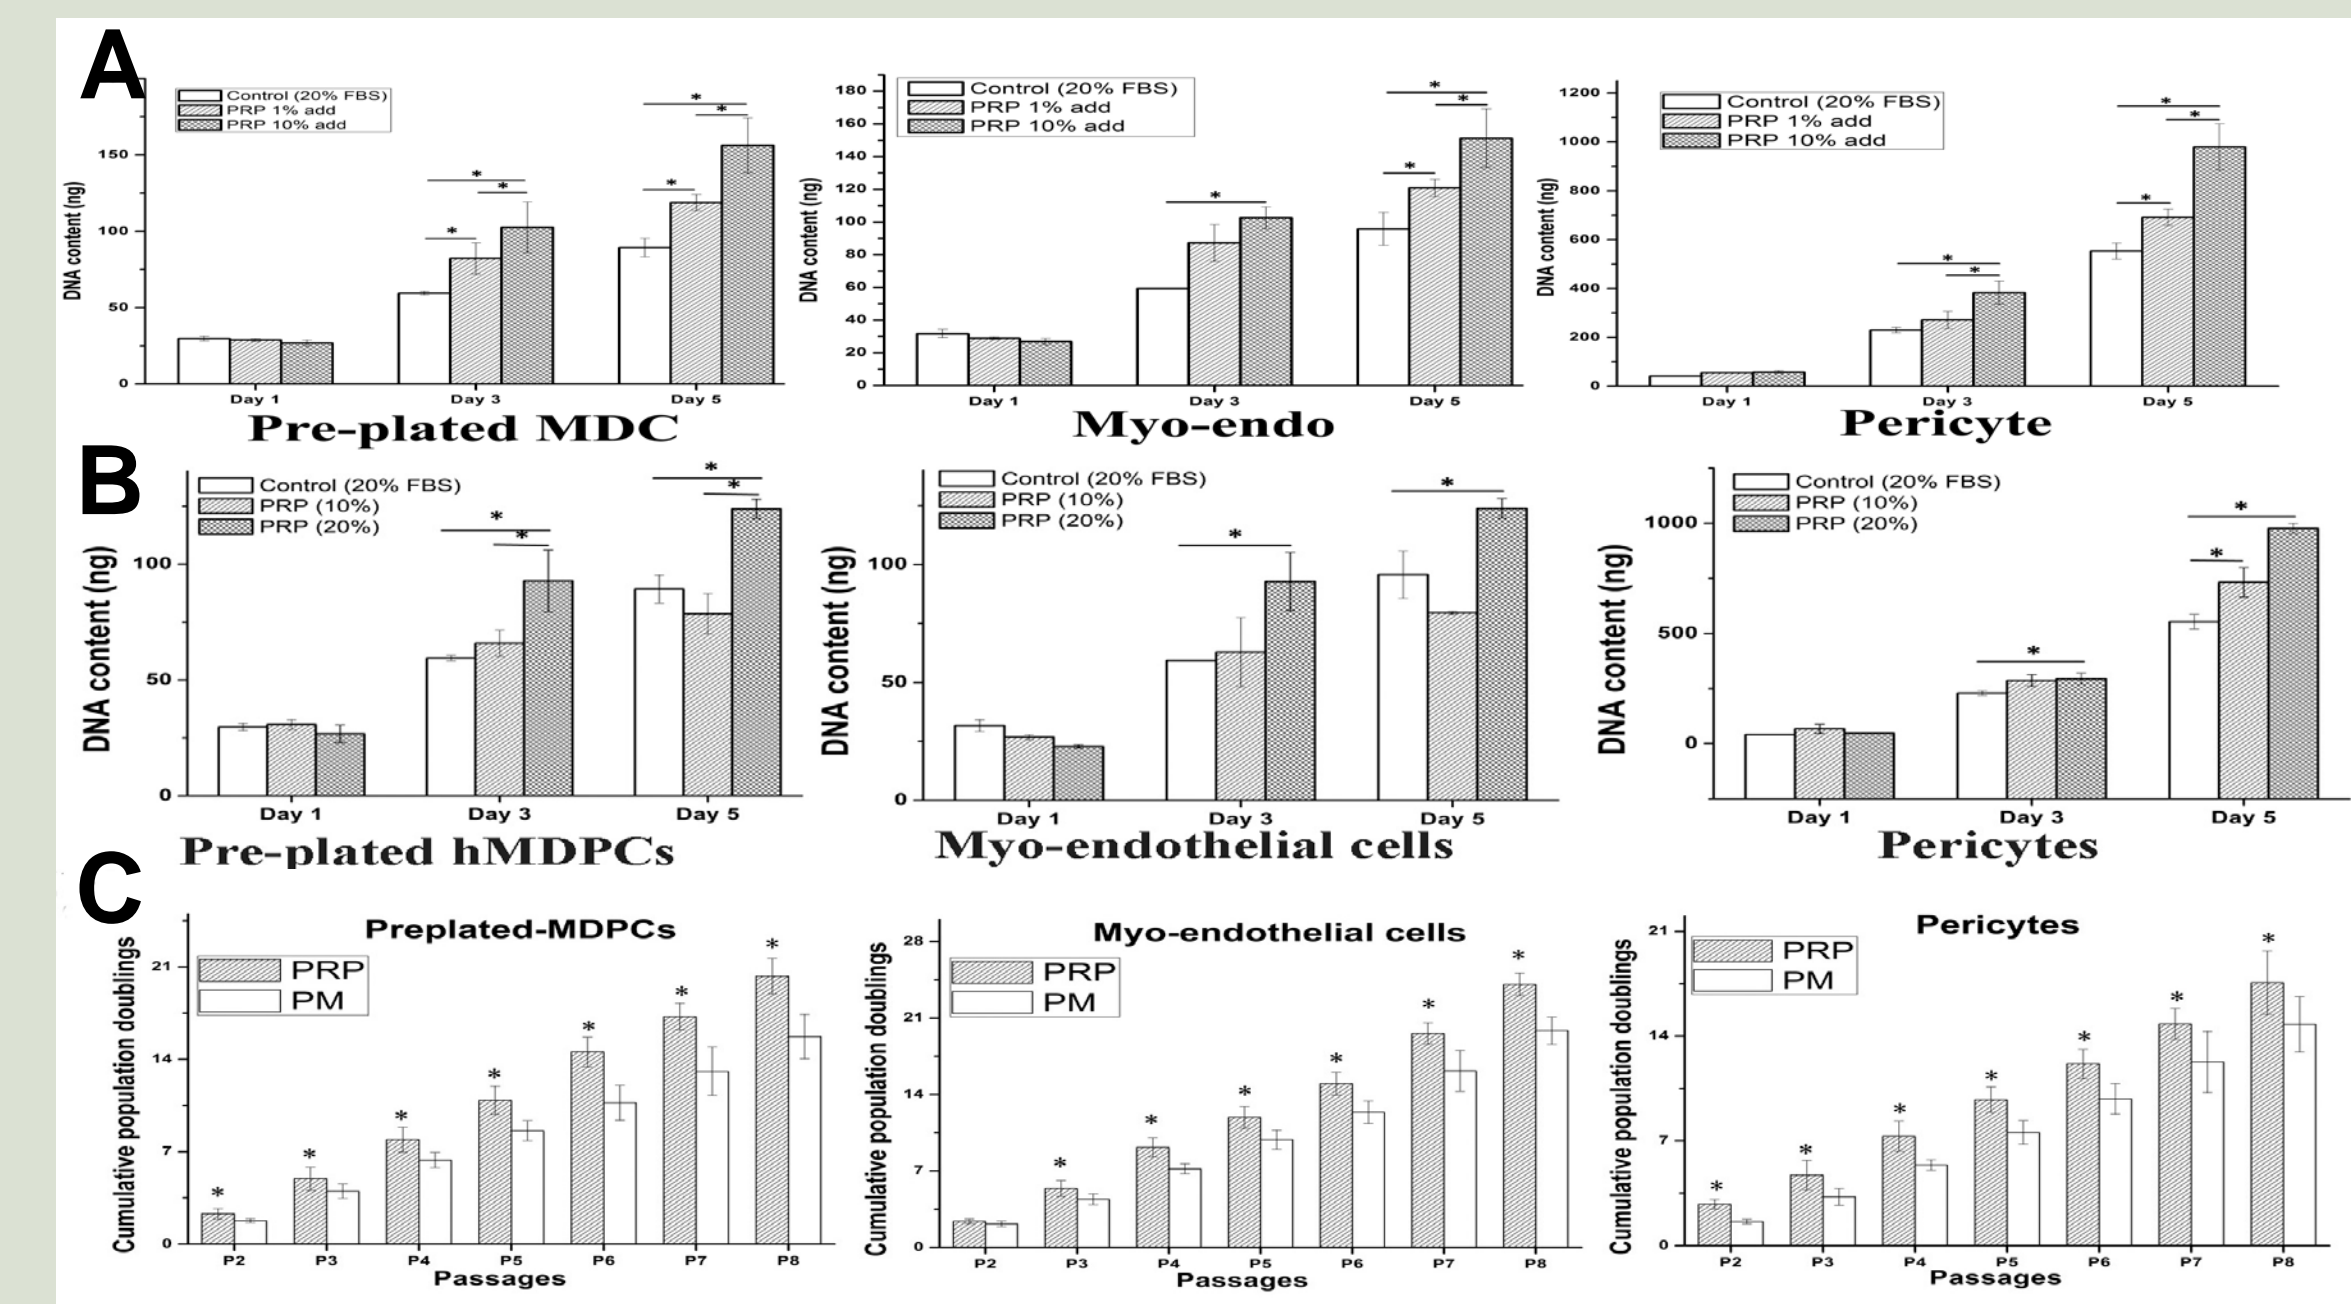 A
Control (20% FBS)
PRP 1% add
PRP 10% add
DNA content (ng)
150
100
50
0
* * * * * *
Day 1 Day 3 Day 5
Pre-plated MDC
Control (20% FBS)
PRP 1% add
PRP 10% add
DNA content (ng)
180
160
140
120
100
80
60
40
20
0
* * * *
Day 1 Day 3 Day 5
Myo-endo
Control (20% FBS)
PRP 1% add
PRP 10% add
DNA content (ng)
1200
1000
800
600
400
200
0
* * * * *
Day 1 Day 3 Day 5
Pericyte
B
Control (20% FBS)
PRP (10%)
PRP (20%)
DNA content (ng)
100
50
0
* * * *
Day 1 Day 3 Day 5
Pre-plated hMDPCs
Control (20% FBS)
PRP (10%)
PRP (20%)
DNA content (ng)
100
50
0
* *
Day 1 Day 3 Day 5
Myo-endothelial cells
Control (20% FBS)
PRP (10%)
PRP (20%)
DNA content (ng)
1000
500
0
* * *
Day 1 Day 3 Day 5
Pericytes
C
Preplated-MDPCs
PRP
PM
Cumulative population doublings
21
14
7
0
* * * * * * *
P2 P3 P4 P5 P6 P7 P8
Passages
Myo-endothelial cells
PRP
PM
Cumulative population doublings
28
21
14
7
0
* * * * * *
P2 P3 P4 P5 P6 P7 P8
Passages
Pericytes
PRP
PM
Cumulative population doublings
21
14
7
0
* * * * * * *
P2 P3 P4 P5 P6 P7 P8
Passages